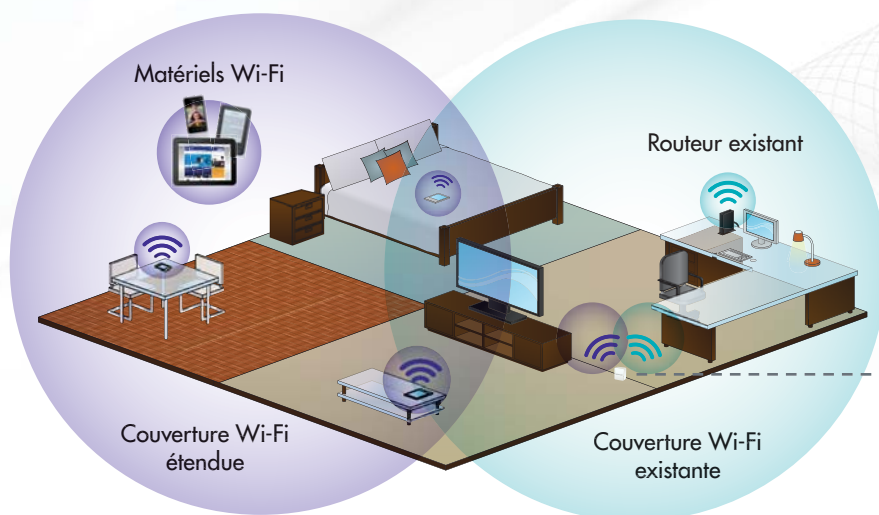 Matériels Wi-Fi
Routeur existant
Couverture Wi-Fi
étendue
Couverture Wi-Fi
existante